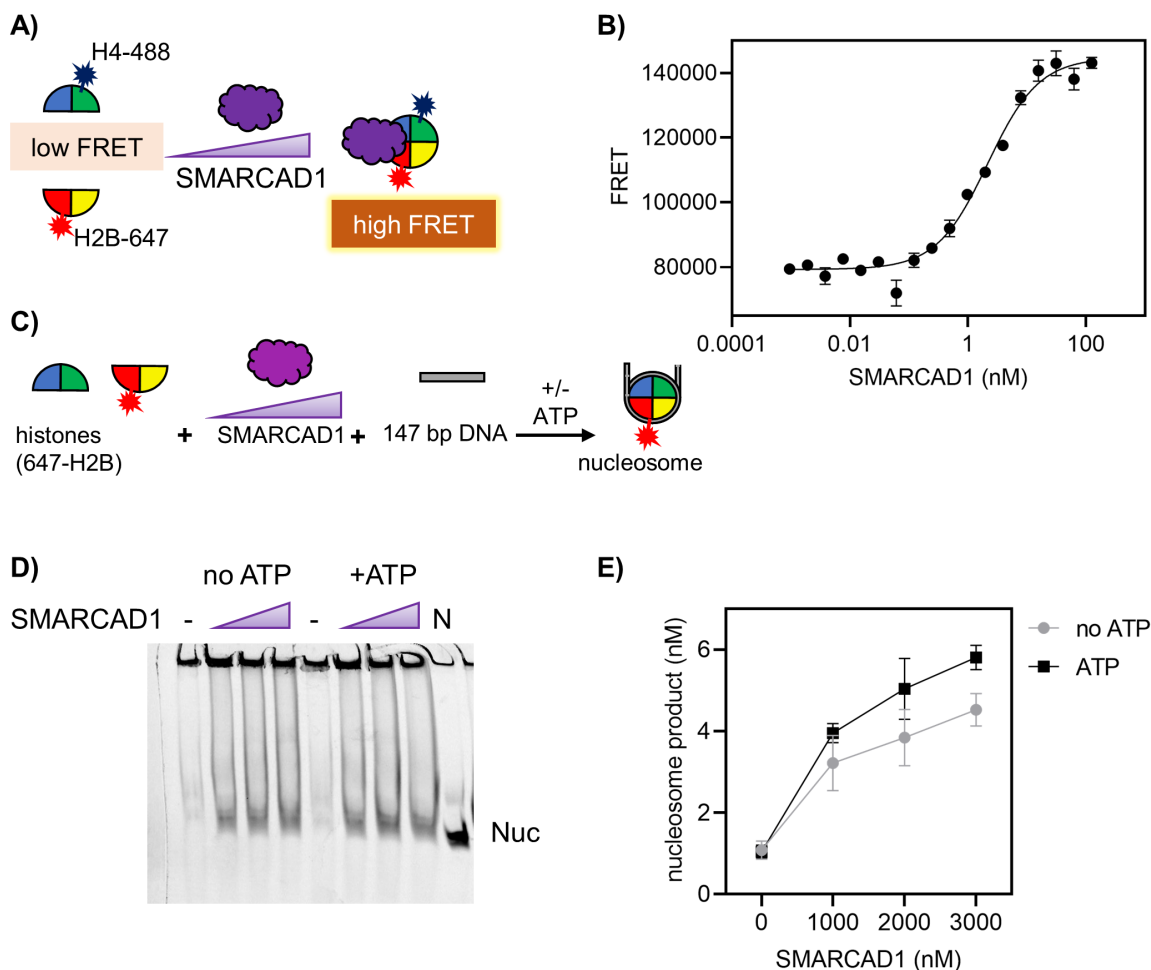 A)
H4-488
low FRET
SMARCAD1
H2B-647
high FRET
B)
FRET
140000
120000
100000
80000
0.0001
0.01
1
100
SMARCAD1 (nM)
C)
histones
(647-H2B)
+
SMARCAD1
+
147 bp DNA
+/-
ATP
nucleosome
D)
no ATP
+ATP
SMARCAD1
-
-
N
Nuc
E)
nucleosome product (nM)
6
4
2
0
0
1000
2000
3000
SMARCAD1 (nM)
no ATP
ATP